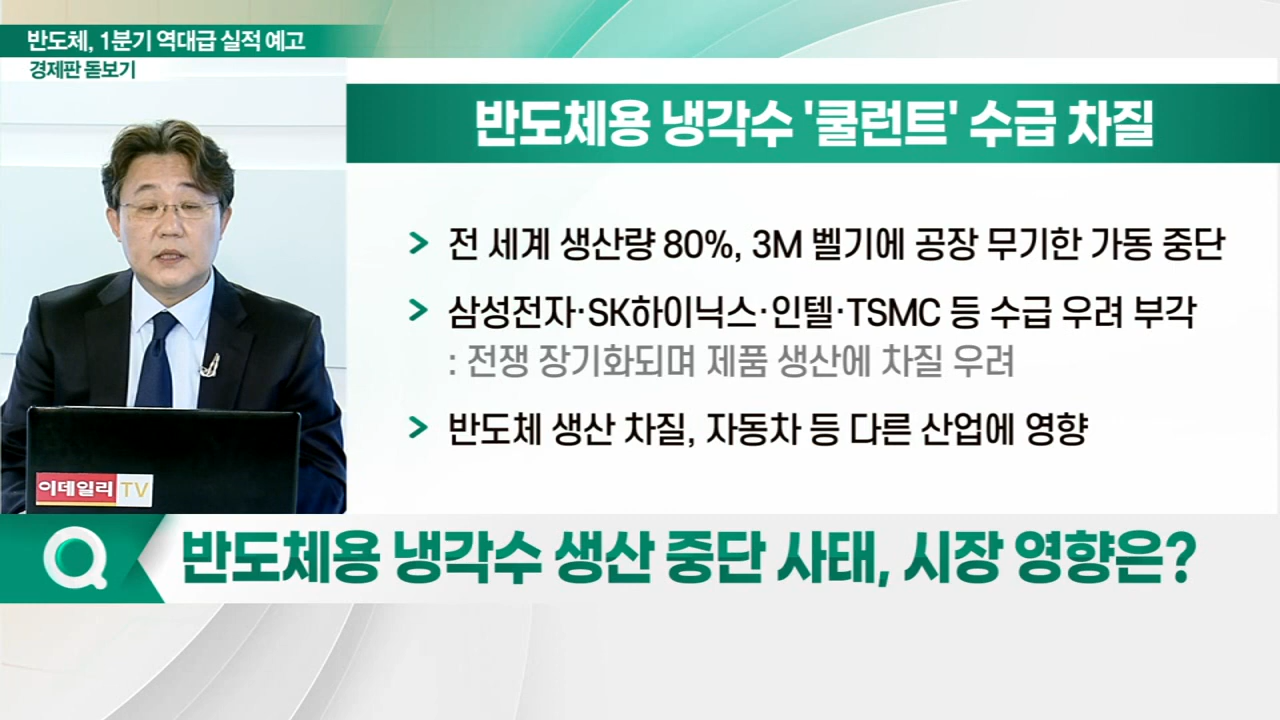 반도체, 1분기 역대급 실적 예고
경제판 돋보기
반도체용 냉각수 '쿨런트' 수급 차질
> 전 세계 생산량 80%, 3M 벨기에 공장 무기한 가동 중단
> 삼성전자·SK하이닉스·인텔·TSMC 등 수급 우려 부각
: 전쟁 장기화되며 제품 생산에 차질 우려
> 반도체 생산 차질, 자동차 등 다른 산업에 영향
이데일리 TV
Q 반도체용 냉각수 생산 중단 사태, 시장 영향은?